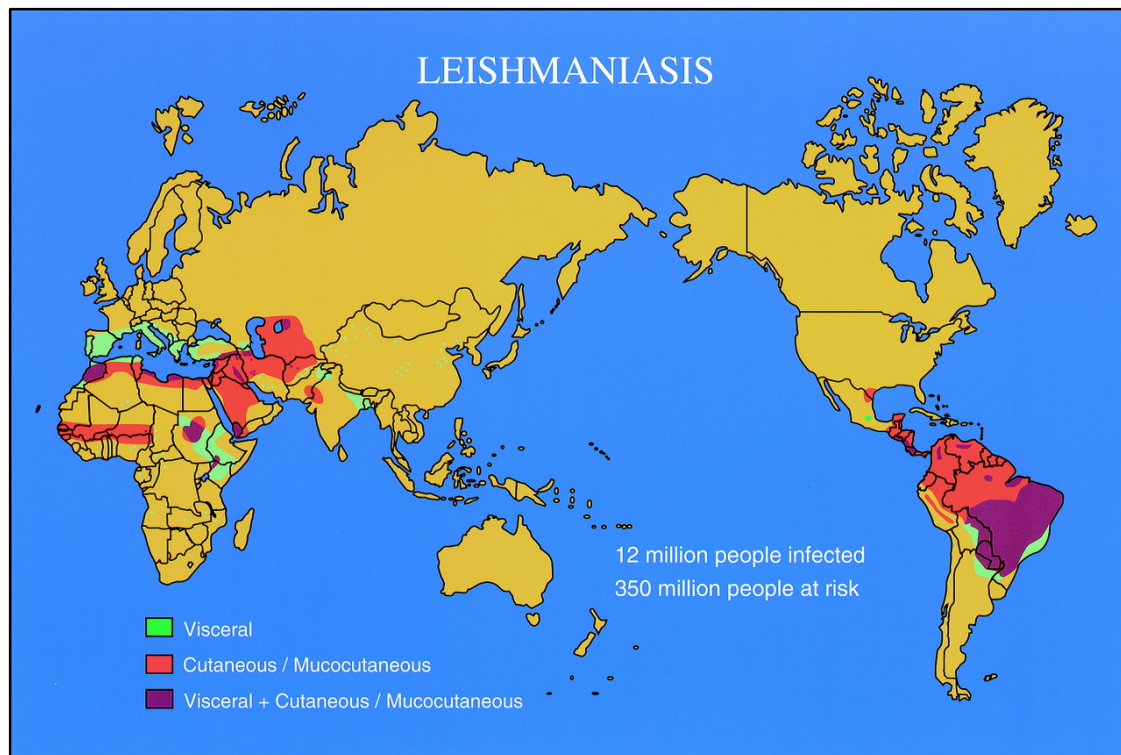 LEISHMANIASIS
12 million people infected
350 million people at risk
Visceral
Cutaneous / Mucocutaneous
Visceral + Cutaneous / Mucocutaneous